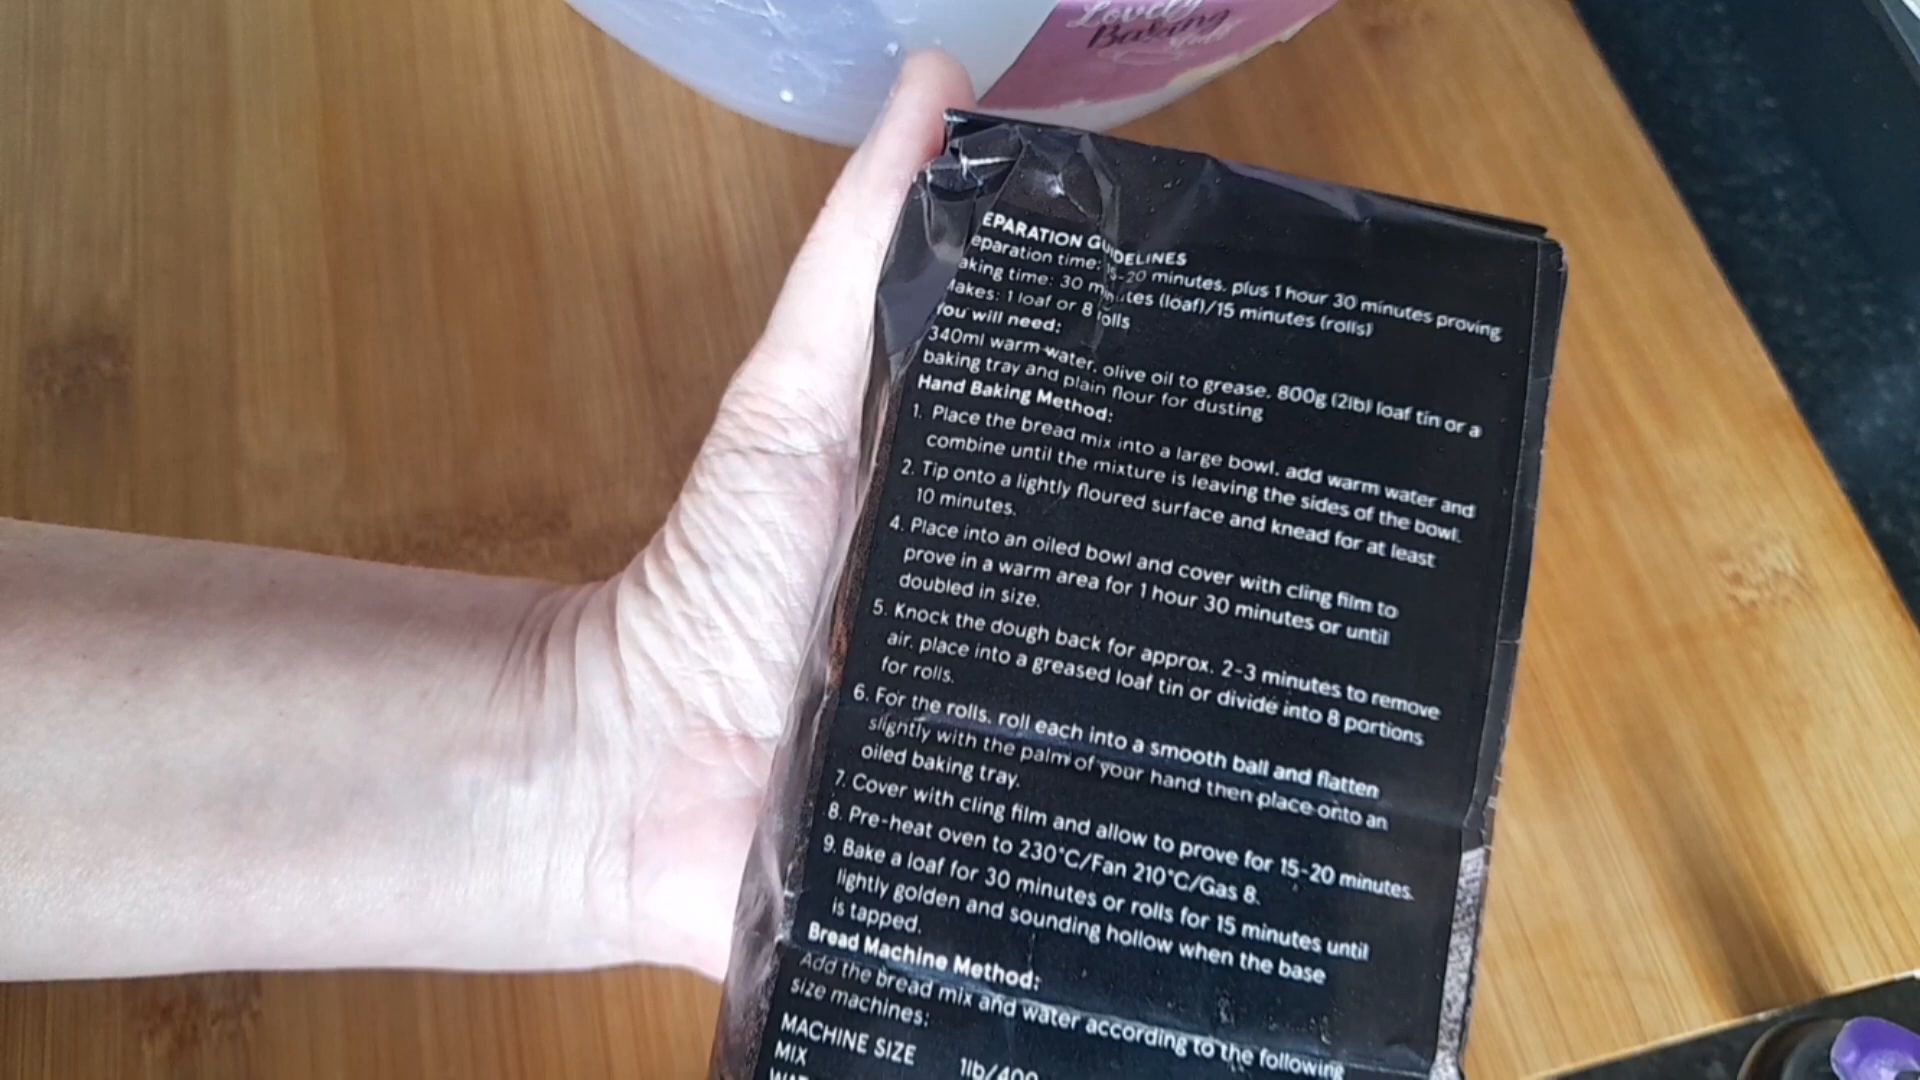 Lovely
Baking
EPARATION GUIDELINES
eparation time: 15-20 minutes, plus 1 hour 30 minutes proving
aking time: 30 minutes (loaf)/15 minutes (rolls)
Makes: 1 loaf or 8 rolls
You will need:
340ml warm water, olive oil to grease, 800g (2lb) loaf tin or a
baking tray and plain flour for dusting
Hand Baking Method:
1. Place the bread mix into a large bowl, add warm water and
combine until the mixture is leaving the sides of the bowl.
2. Tip onto a lightly floured surface and knead for at least
10 minutes.
4. Place into an oiled bowl and cover with cling film to
prove in a warm area for 1 hour 30 minutes or until
doubled in size.
5. Knock the dough back for approx. 2-3 minutes to remove
air, place into a greased loaf tin or divide into 8 portions
for rolls.
6. For the rolls, roll each into a smooth ball and flatten
slightly with the palm of your hand then place onto an
oiled baking tray.
7. Cover with cling film and allow to prove for 15-20 minutes.
8. Pre-heat oven to 230°C/Fan 210°C/Gas 8.
9. Bake a loaf for 30 minutes or rolls for 15 minutes until
lightly golden and sounding hollow when the base
is tapped.
Bread Machine Method:
Add the bread mix and water according to the following
size machines:
MACHINE SIZE 1lb/400
MIX